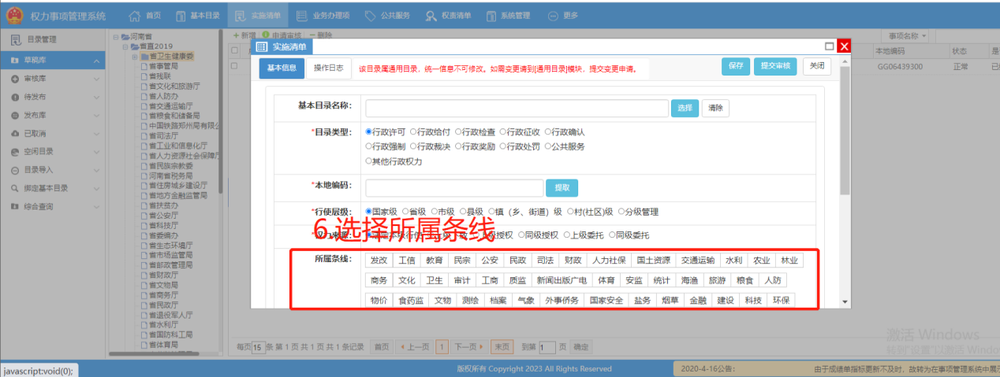 权力事项管理系统 首页 基本目录 实施清单 业务办理项 公共服务 权责清单 系统管理 更多
目录管理
草稿库
审核库
待发布
发布库
已取消
空闲目录
目录导入
绑定基本目录
综合查询
河南省
省直2019
省卫生健康委
省事管局
省残联
省文化和旅游厅
省人防办
省交通运输厅
省粮食和储备局
中国铁路郑州局有限公
省司法厅
省工业和信息化厅
省人力资源社会保障厅
省民族宗教委
河南省税务局
省住房城乡建设厅
省地方金融监管局
省扶贫办
省公安厅
省科技厅
省委编办
省生态环境厅
省市场监管局
省邮政管理局
省财政厅
省文物局
省商务厅
省民政厅
省退役军人厅
省水利厅
省国防科工局
省体育局
新增 申请审核 删除
事项名称
本地编码 状态 是
GG06439300 正常
实施清单
基本信息 操作日志 该目录属通用目录，统一信息不可修改。如需变更请到[通用目录]模块，提交变更申请。 保存 提交审核 关闭
基本目录名称： 选择 清除
*目录类型： 行政许可 行政给付 行政检查 行政征收 行政确认
行政强制 行政裁决 行政奖励 行政处罚 公共服务
其他行政权力
*本地编码： 提取
*行使层级： 国家级 省级 市级 县级 镇（乡、街道）级 村(社区)级 分级管理
6.选择所属条线
*权力来源： 法定本级行使 上级下放 上级授权 同级授权 上级委托 同级委托
所属条线： 发改 工信 教育 民宗 公安 民政 司法 财政 人力社保 国土资源 交通运输 水利 农业 林业
商务 文化 卫生 审计 工商 质监 新闻出版广电 体育 安监 统计 海渔 旅游 粮食 人防
物价 食药监 文物 测绘 档案 气象 外事侨务 国家安全 盐务 烟草 金融 建设 科技 环保
每页 15 条 第 1 页 共 1 页 共 1 条记录 首页 上一页 1 下一页 末页 到第 1 页 确定
激活 Windows
转到"设置"以激活 Windo
javascript:void(0);
版权所有 Copyright 2023 All Rights Reserved
2020-4-16公告： 由于成绩单指标更新不及时，故转为在事项管理系统中展示